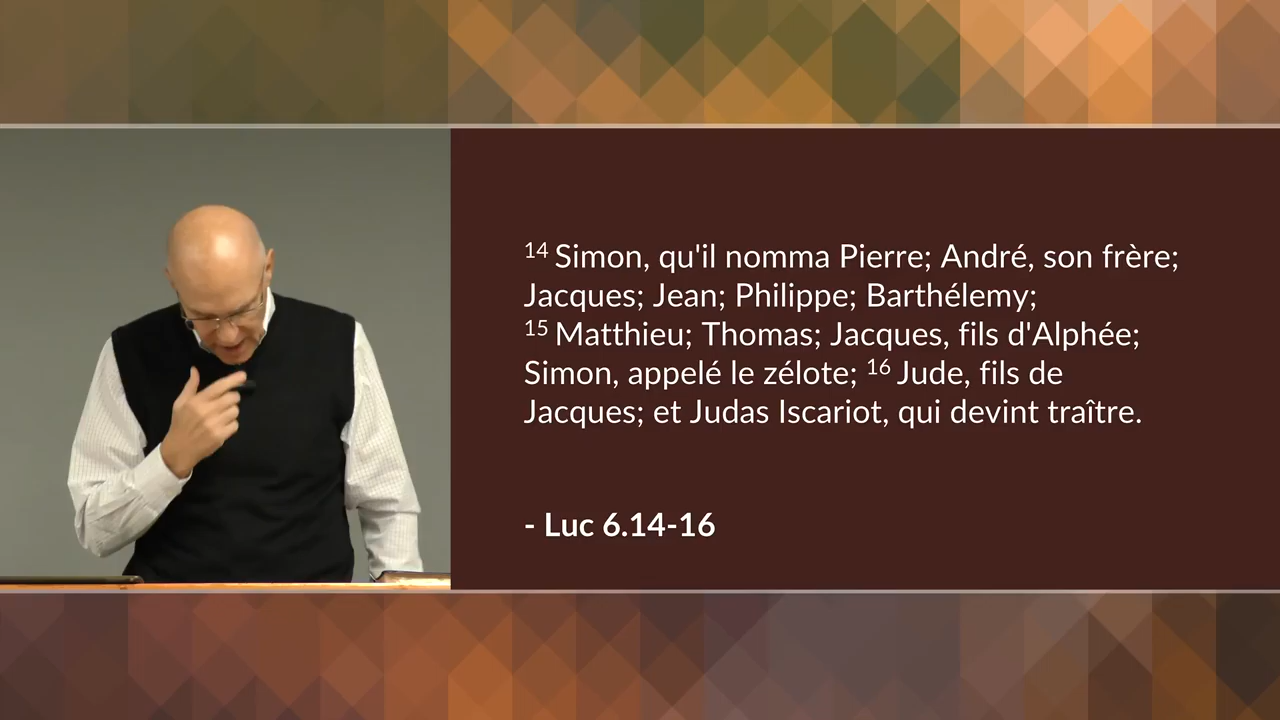 14 Simon, qu'il nomma Pierre; André, son frère;
Jacques; Jean; Philippe; Barthélemy;
15 Matthieu; Thomas; Jacques, fils d'Alphée;
Simon, appelé le zélote; 16 Jude, fils de
Jacques; et Judas Iscariot, qui devint traître.
- Luc 6.14-16